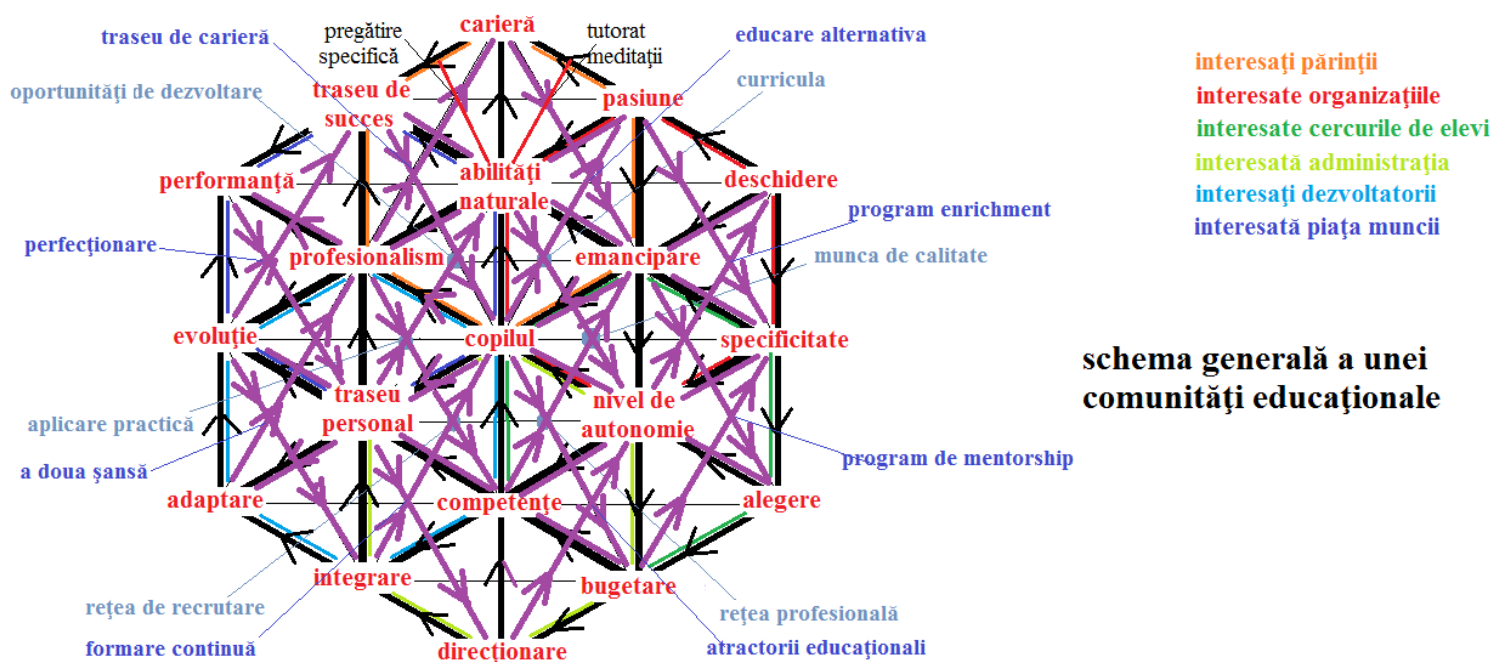 carieră
traseu de carieră
pregătire
specifică
tutorat
meditații
educare alternativa
oportunităţi de dezvoltare
traseu de
succes
pasiune
curricula
performanţă
abilităţi
naturale
deschidere
perfecţionare
profesionalism
emancipare
program enrichment
munca de calitate
evoluţie
copilul
specificitate
traseu
personal
nivel de
autonomie
aplicare practică
a doua şansă
program de mentorship
adaptare
competenţe
alegere
integrare
bugetare
reţea de recrutare
reţea profesională
formare continuă
direcţionare
atractorii educaţionali
interesaţi părinţii
interesate organizaţiile
interesate cercurile de elevi
interesată administraţia
interesaţi dezvoltatorii
interesată piaţa muncii
schema generală a unei
comunităţi educaţionale